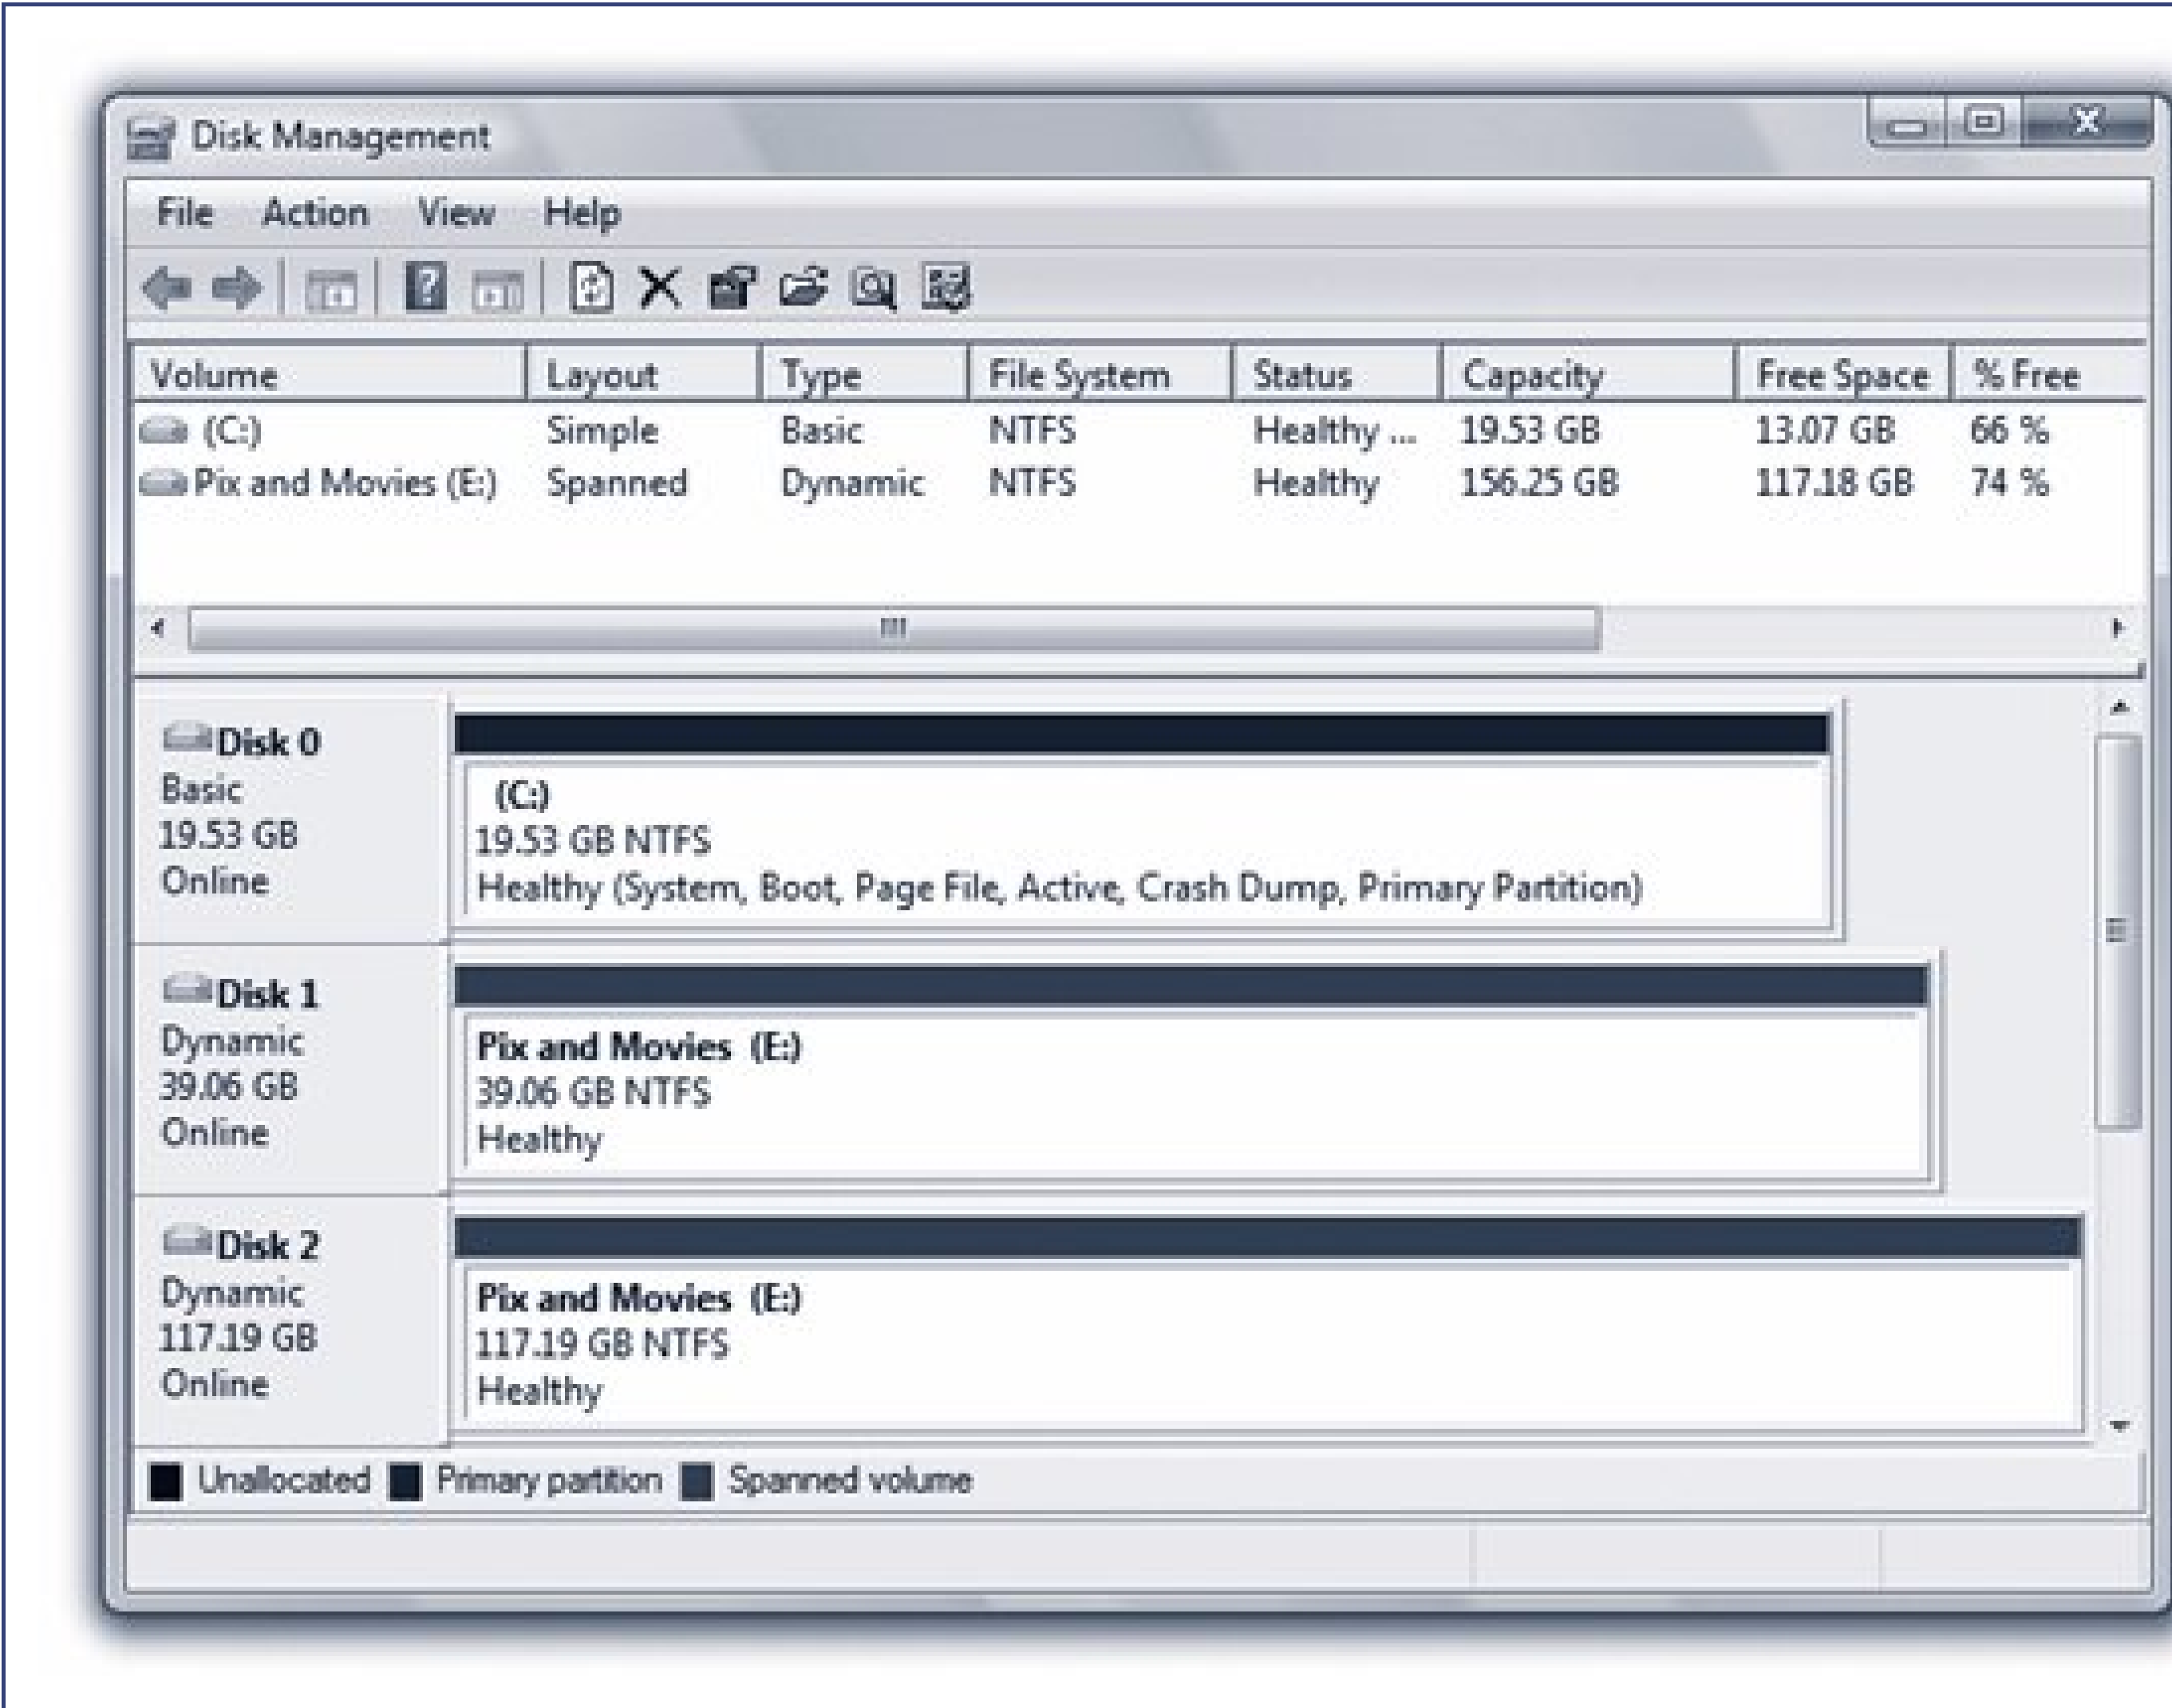 Disk Management
File Action View Help
Volume Layout Type File System Status Capacity Free Space % Free
(C:) Simple Basic NTFS Healthy ... 19.53 GB 13.07 GB 66 %
Pix and Movies (E:) Spanned Dynamic NTFS Healthy 156.25 GB 117.18 GB 74 %
Disk 0
Basic
19.53 GB
Online
(C:)
19.53 GB NTFS
Healthy (System, Boot, Page File, Active, Crash Dump, Primary Partition)
Disk 1
Dynamic
39.06 GB
Online
Pix and Movies (E:)
39.06 GB NTFS
Healthy
Disk 2
Dynamic
117.19 GB
Online
Pix and Movies (E:)
117.19 GB NTFS
Healthy
Unallocated Primary partition Spanned volume